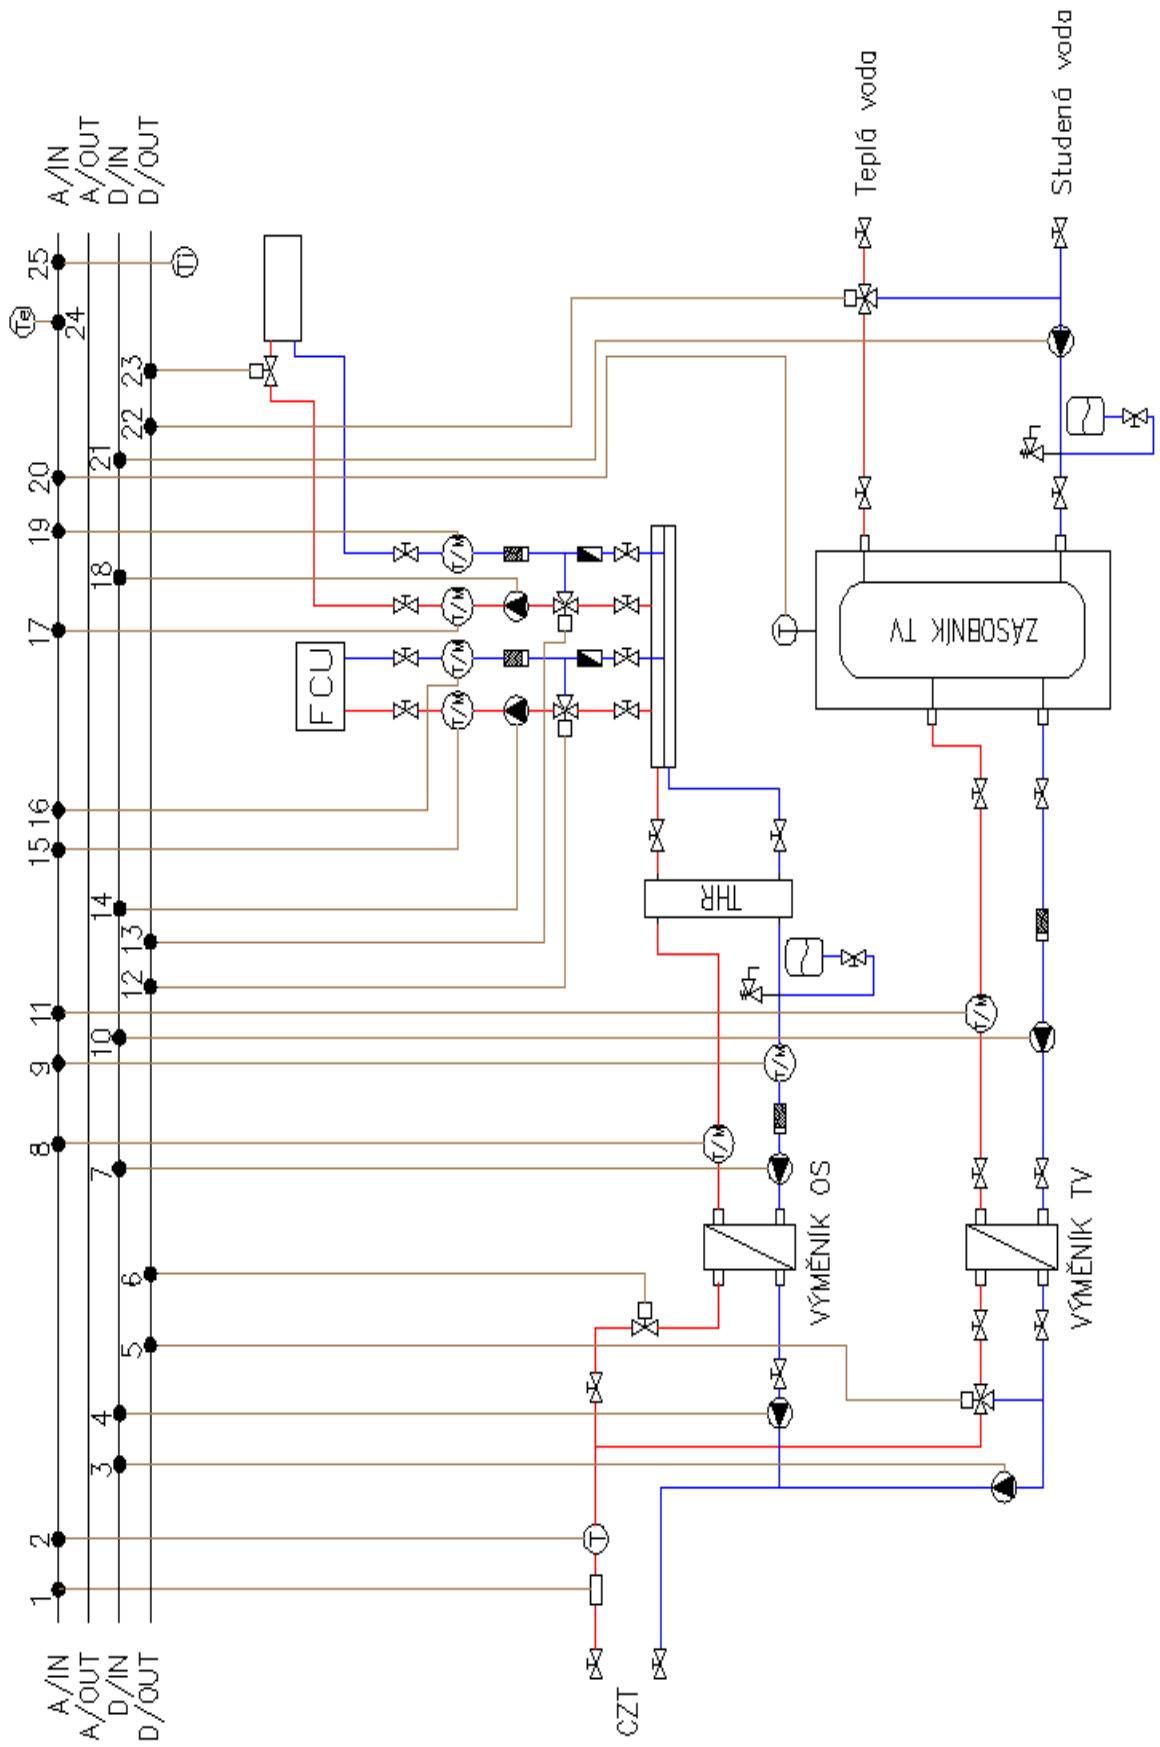 A/IN
A/OUT
D/IN
D/OUT
1
2
3
4
5
6
7
8
9
10
11
12
13
14
15
16
17
18
19
20
21
22
23
24
25
A/IN
A/OUT
D/IN
D/OUT
Te
Ti
FCU
T/M
T/M
T/M
T/M
T
T/M
T/M
T/M
T
THR
CZT
VÝMĚNÍK OS
VÝMĚNÍK TV
ZÁSOBNÍK TV
Teplá voda
Studená voda